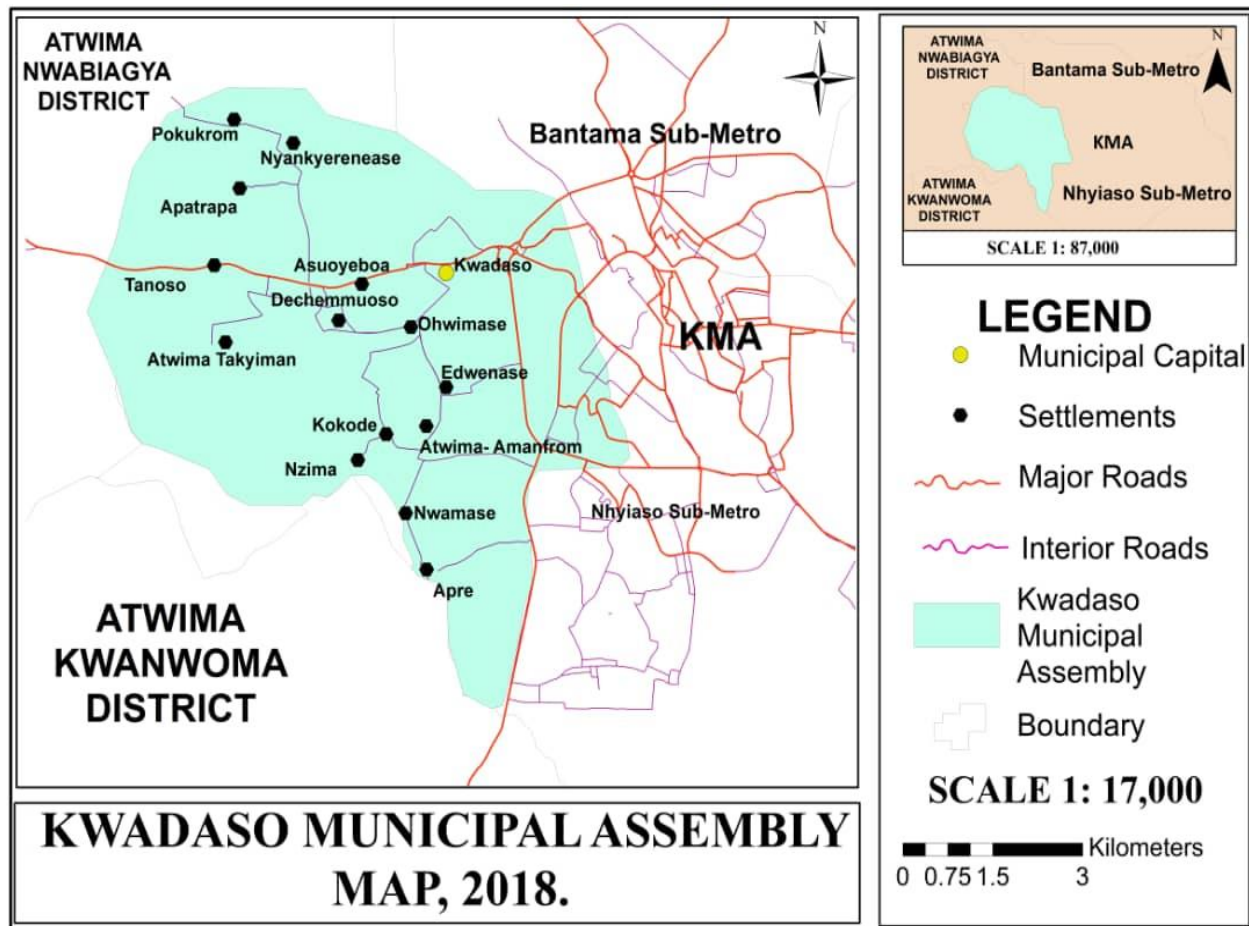 ATWIMA
NWABIAGYA
DISTRICT
N
Bantama Sub-Metro
Pokukrom
Nyankyerenease
Apatrapa
Asuoyeboa
Kwadaso
Tanoso
Dechemmuoso
Ohwimase
KMA
Atwima Takyiman
Edwenase
Kokode
Atwima- Amanfrom
Nzima
Nwamase
Nhyiaso Sub-Metro
Apre
ATWIMA
KWANWOMA
DISTRICT
KWADASO MUNICIPAL ASSEMBLY
MAP, 2018.
ATWIMA
NWABIAGYA
DISTRICT
Bantama Sub-Metro
N
KMA
ATWIMA
KWANWOMA
DISTRICT
Nhyiaso Sub-Metro
SCALE 1: 87,000
LEGEND
Municipal Capital
Settlements
Major Roads
Interior Roads
Kwadaso
Municipal
Assembly
Boundary
SCALE 1: 17,000
Kilometers
0 0.75 1.5 3